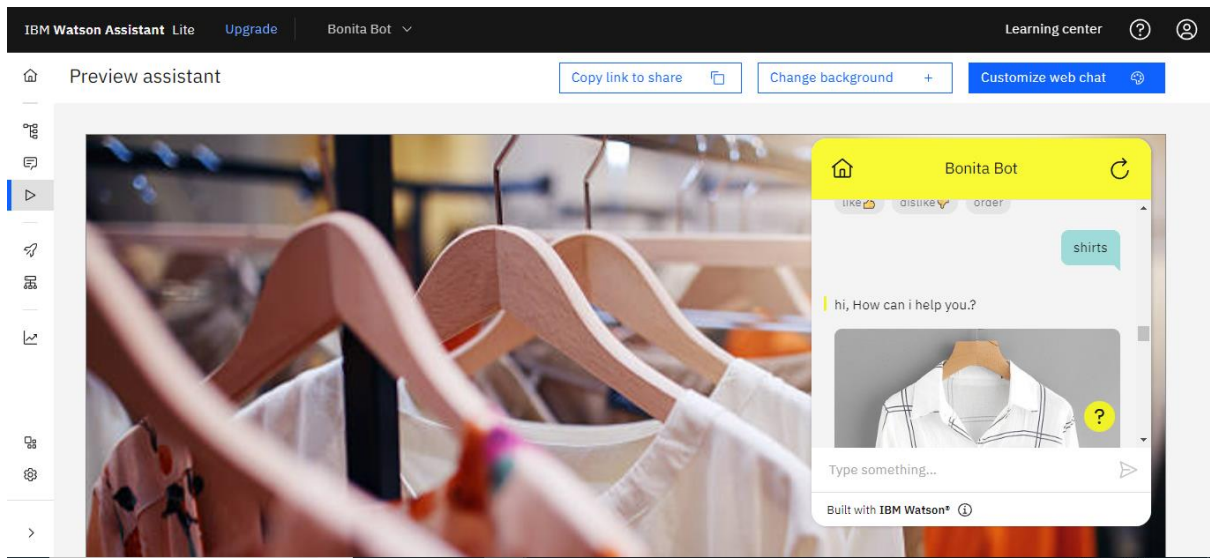 IBM Watson Assistant Lite Upgrade Bonita Bot Learning center
Preview assistant Copy link to share Change background + Customize web chat
Bonita Bot
like👍 dislike👎 order
shirts
hi, How can i help you.?
?
Type something...
Built with IBM Watson®